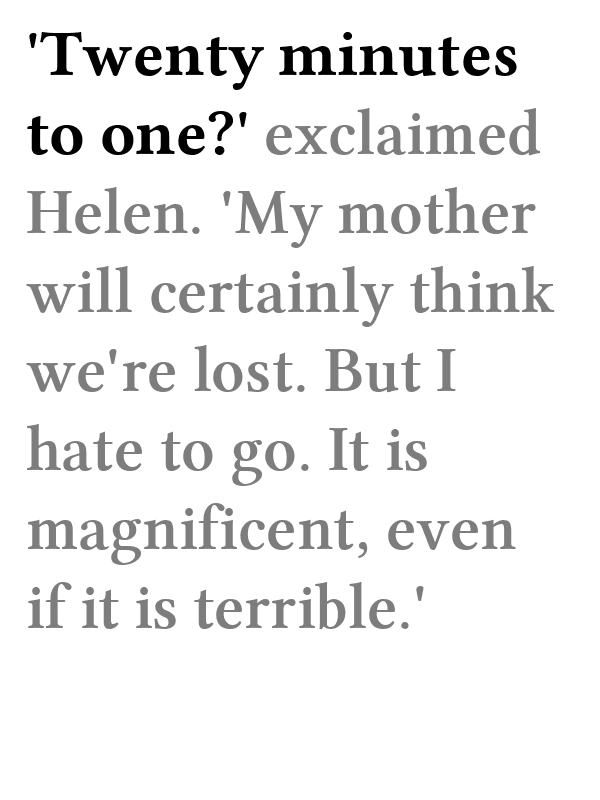 'Twenty minutes
to one?' exclaimed
Helen. 'My mother
will certainly think
we're lost. But I
hate to go. It is
magnificent, even
if it is terrible.'